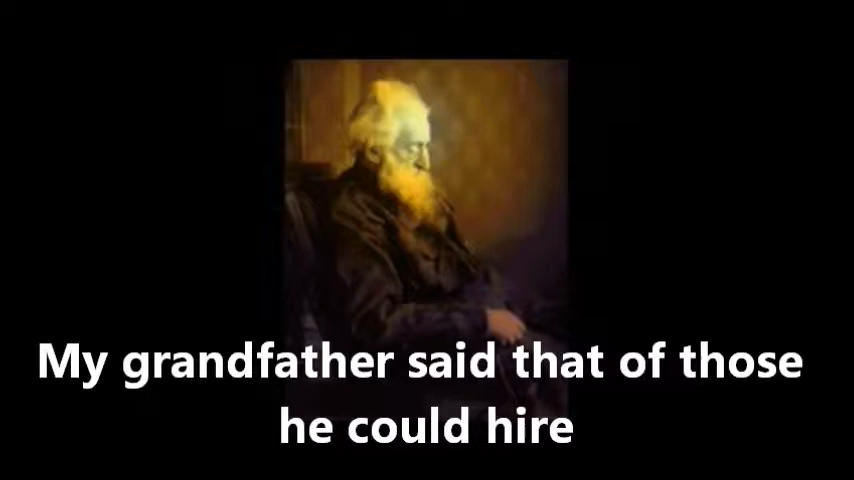 My grandfather said that of those
he could hire